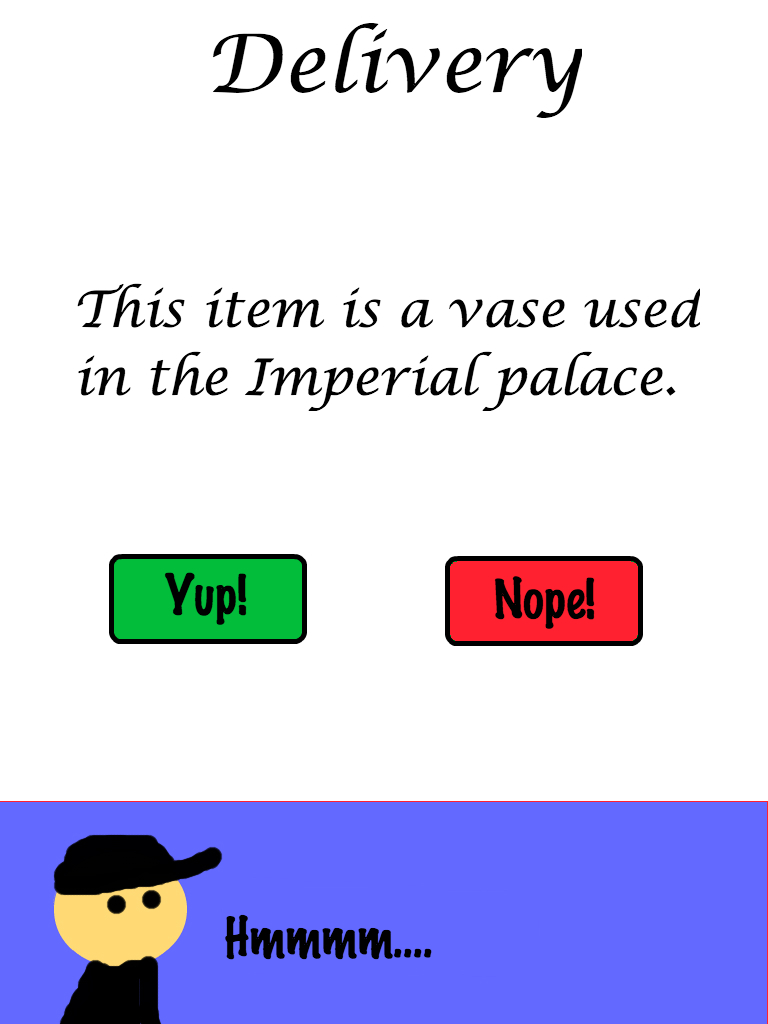 Delivery
This item is a vase used
in the Imperial palace.
Yup!
Nope!
Hmmmm....